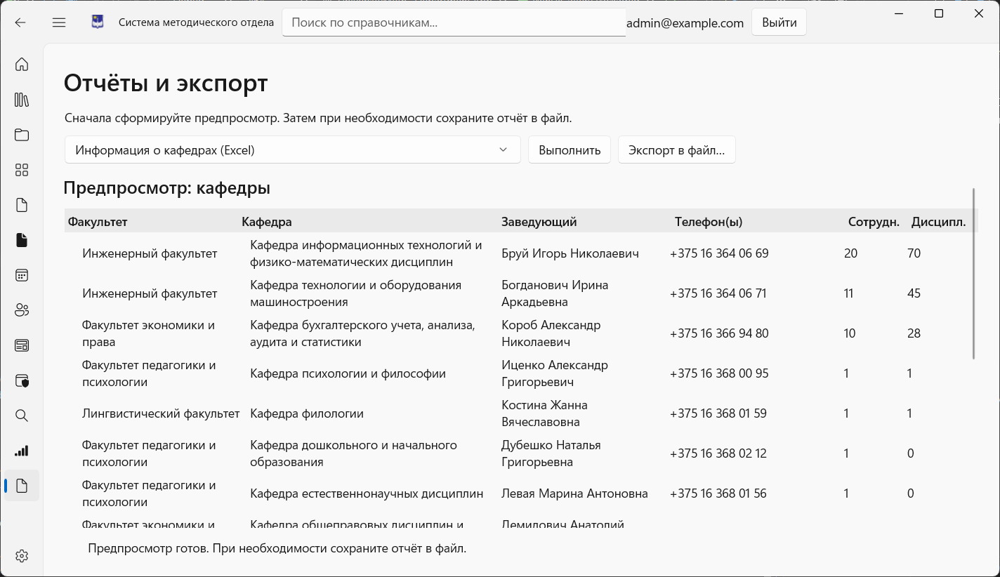 Система методического отдела
Поиск по справочникам...
admin@example.com
Выйти
Отчёты и экспорт
Сначала сформируйте предпросмотр. Затем при необходимости сохраните отчёт в файл.
Информация о кафедрах (Excel)
Выполнить
Экспорт в файл...
Предпросмотр: кафедры
Факультет Кафедра Заведующий Телефон(ы) Сотрудн. Дисципл.
Инженерный факультет
Кафедра информационных технологий и
физико-математических дисциплин
Бруй Игорь Николаевич
+375 16 364 06 69
20
70
Инженерный факультет
Кафедра технологии и оборудования
машиностроения
Богданович Ирина
Аркадьевна
+375 16 364 06 71
11
45
Факультет экономики и
права
Кафедра бухгалтерского учета, анализа,
аудита и статистики
Короб Александр
Николаевич
+375 16 366 94 80
10
28
Факультет педагогики и
психологии
Кафедра психологии и философии
Иценко Александр
Григорьевич
+375 16 368 00 95
1
1
Лингвистический факультет
Кафедра филологии
Костина Жанна
Вячеславовна
+375 16 368 01 59
1
1
Факультет педагогики и
психологии
Кафедра дошкольного и начального
образования
Дубешко Наталья
Григорьевна
+375 16 368 02 12
1
0
Факультет педагогики и
психологии
Кафедра естественнонаучных дисциплин
Левая Марина Антоновна
+375 16 368 01 56
1
0
Факультет экономики и
Кафедра общеправовых дисциплин и
Демидович Анатолий
Предпросмотр готов. При необходимости сохраните отчёт в файл.